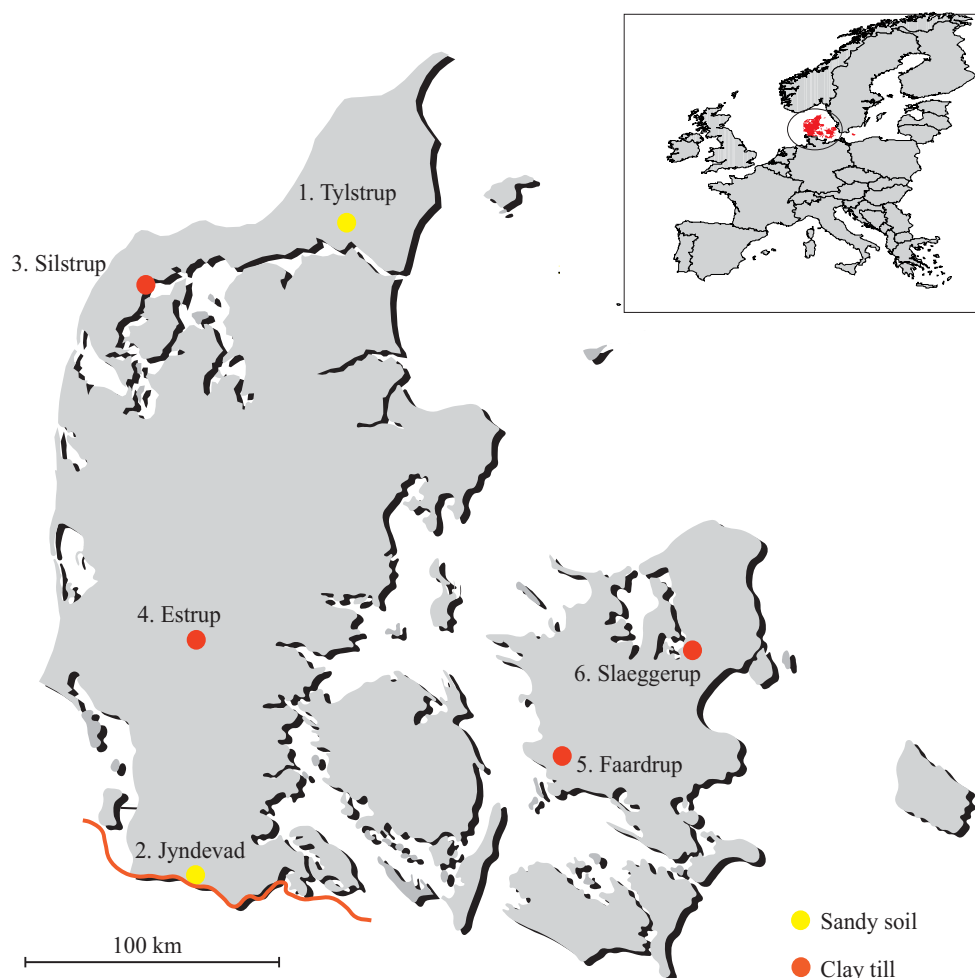 1. Tylstrup
3. Silstrup
4. Estrup
6. Slaeggerup
5. Faardrup
2. Jyndevad
100 km
Sandy soil
Clay till